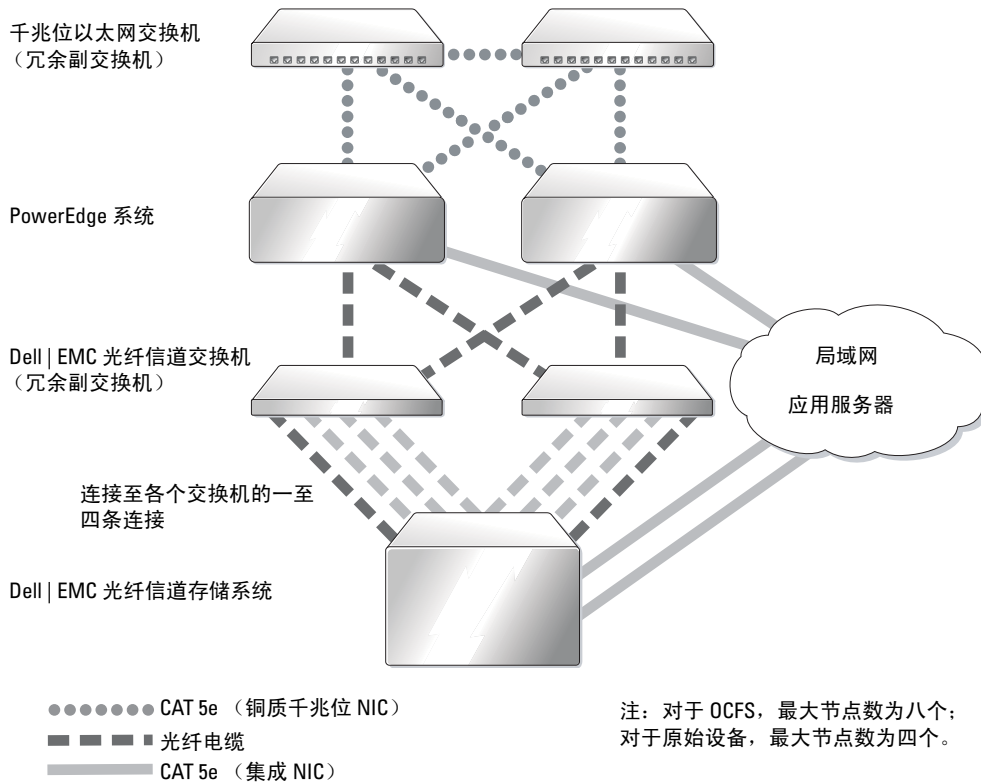 千兆位以太网交换机
（冗余副交换机）
PowerEdge 系统
Dell | EMC 光纤信道交换机
（冗余副交换机）
局域网
应用服务器
连接至各个交换机的一至
四条连接
Dell | EMC 光纤信道存储系统
CAT 5e （铜质千兆位 NIC）
光纤电缆
CAT 5e （集成 NIC）
注：对于 OCFS，最大节点数为八个；
对于原始设备，最大节点数为四个。